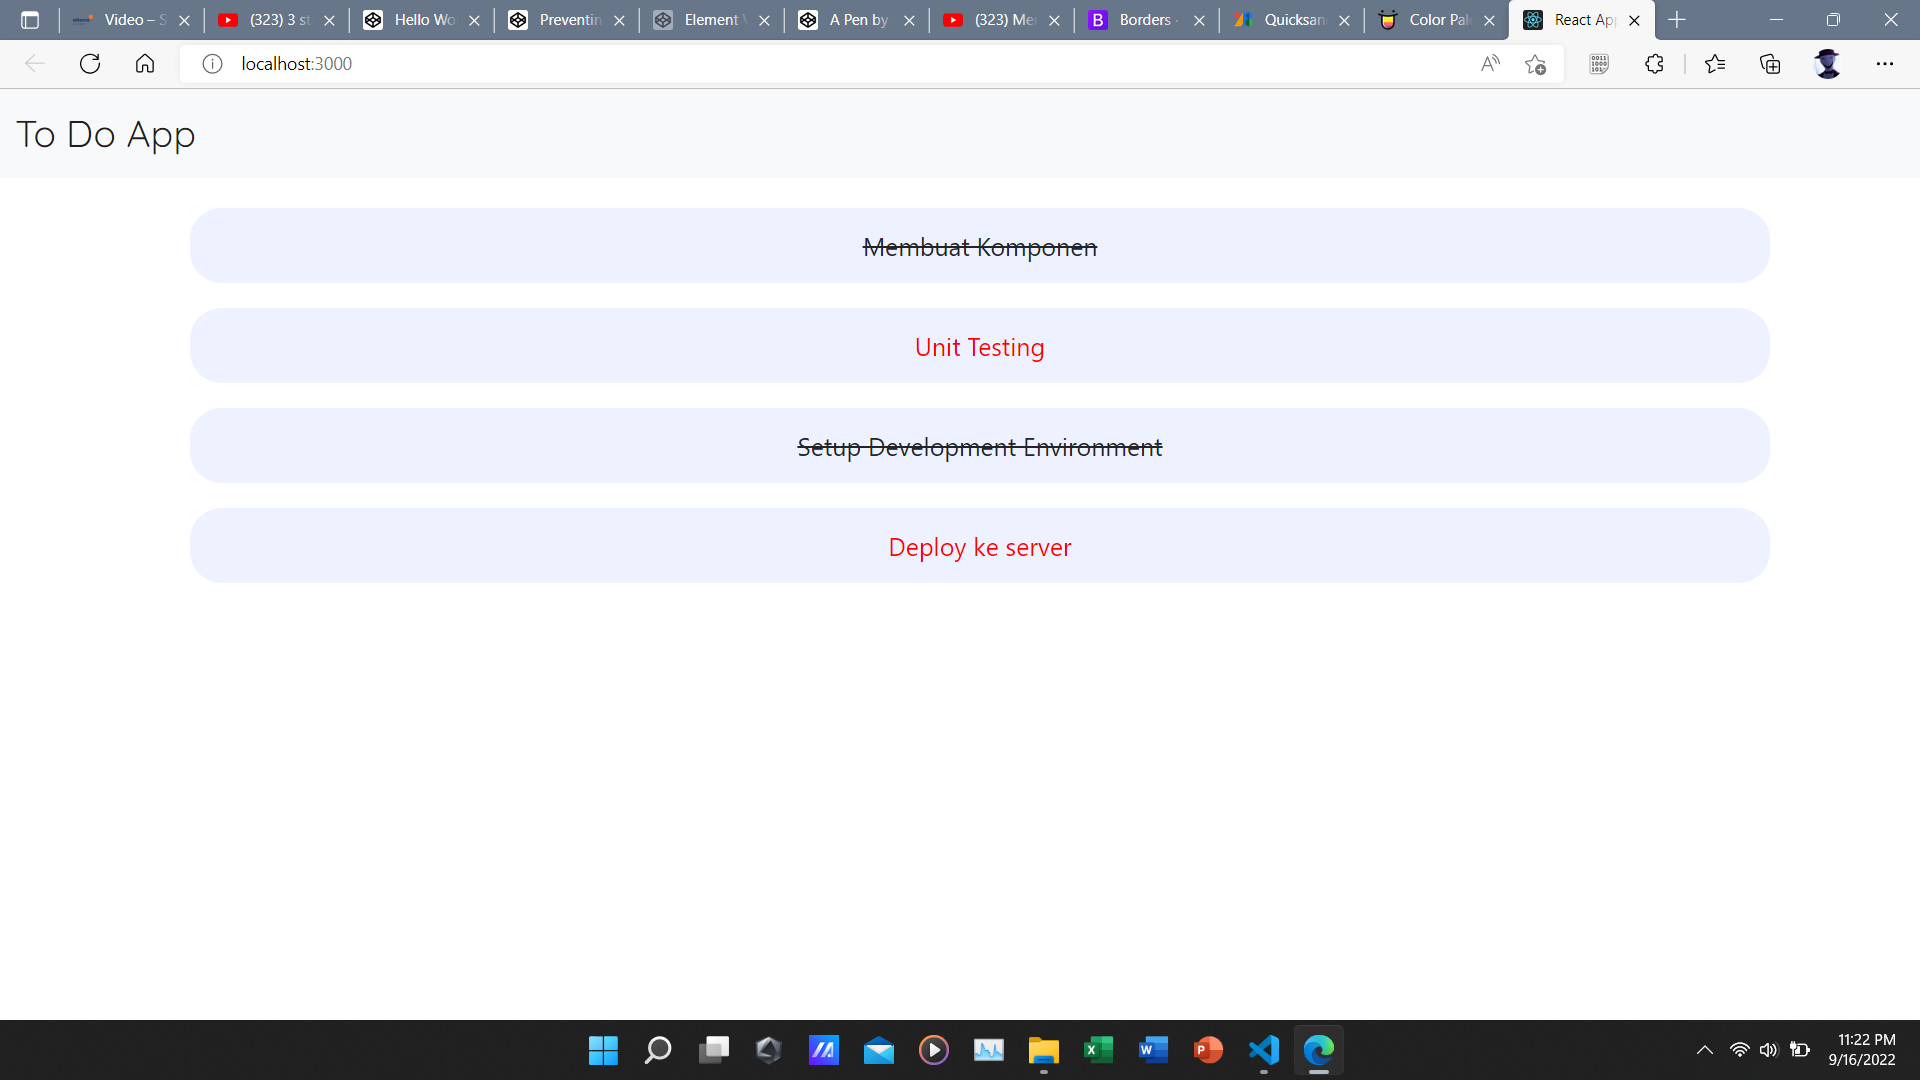 Video – S
(323) 3 st
Hello Wo
Preventin
Element
A Pen by
(323) Me
Borders
Quicksan
Color Pal
React Ap
localhost:3000
To Do App
Membuat Komponen
Unit Testing
Setup Development Environment
Deploy ke server
11:22 PM
9/16/2022